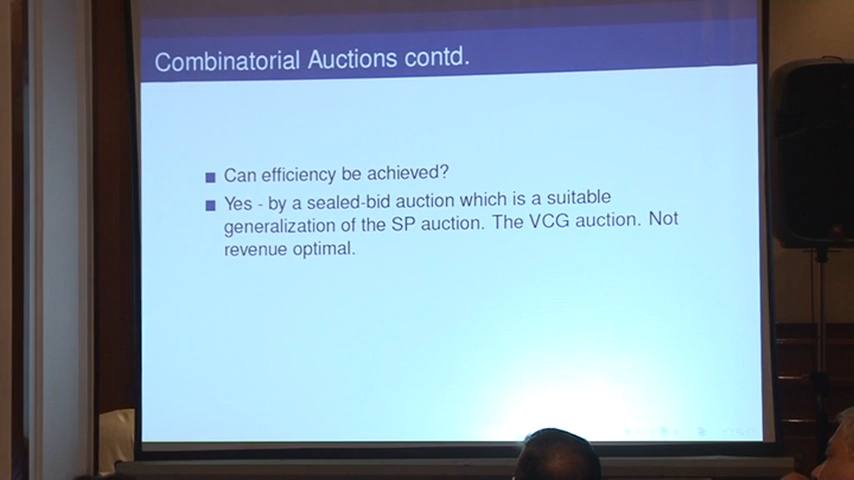 Combinatorial Auctions contd.
Can efficiency be achieved?
Yes - by a sealed-bid auction which is a suitable
generalization of the SP auction. The VCG auction. Not
revenue optimal.